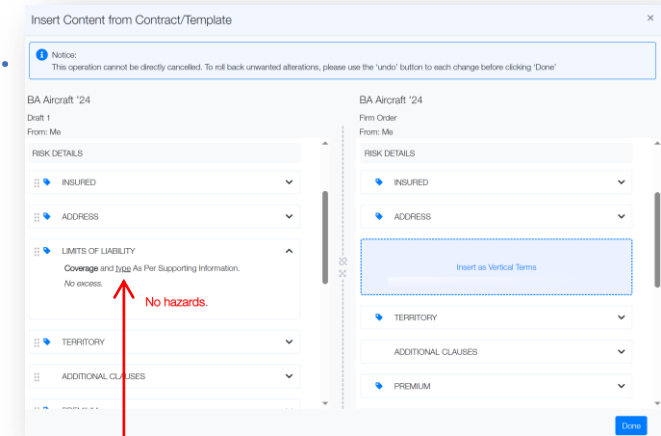 Insert Content from Contract/Template
Notice:
This operation cannot be directly cancelled. To roll back unwanted alterations, please use the 'undo' button to each change before clicking 'Done'
BA Aircraft '24
Draft 1
From: Me
RISK DETAILS
INSURED
ADDRESS
LIMITS OF LIABILITY
Coverage and type As Per Supporting Information.
No excess.
No hazards.
TERRITORY
ADDITIONAL CLAUSES
PREMIUM
BA Aircraft '24
Firm Order
From: Me
RISK DETAILS
INSURED
ADDRESS
Insert as Vertical Terms
TERRITORY
ADDITIONAL CLAUSES
PREMIUM
Done